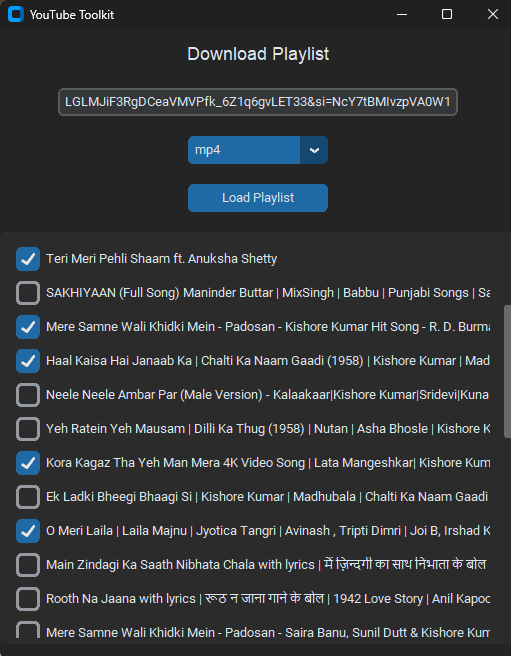 YouTube Toolkit
Download Playlist
LGLMJiF3RgDCeaVMVPfk_6Z1q6gvLET33&si=NcY7tBMIvzpVA0W1
mp4
Load Playlist
Teri Meri Pehli Shaam ft. Anuksha Shetty
SAKHIYAAN (Full Song) Maninder Buttar | MixSingh | Babbu | Punjabi Songs | Sa
Mere Samne Wali Khidki Mein - Padosan - Kishore Kumar Hit Song - R. D. Burma
Haal Kaisa Hai Janaab Ka | Chalti Ka Naam Gaadi (1958) | Kishore Kumar | Mad
Neele Neele Ambar Par (Male Version) - Kalaakaar|Kishore Kumar|Sridevi|Kuna
Yeh Ratein Yeh Mausam | Dilli Ka Thug (1958) | Nutan | Asha Bhosle | Kishore K
Kora Kagaz Tha Yeh Man Mera 4K Video Song | Lata Mangeshkar| Kishore Kum
Ek Ladki Bheegi Bhaagi Si | Kishore Kumar | Madhubala | Chalti Ka Naam Gaadi
O Meri Laila | Laila Majnu | Jyotica Tangri | Avinash , Tripti Dimri | Joi B, Irshad K
Main Zindagi Ka Saath Nibhata Chala with lyrics | में ज़िन्दगी का साथ निभाता के बोल
Rooth Na Jaana with lyrics | रूठ न जाना गाने के बोल | 1942 Love Story | Anil Kapoo
Mere Samne Wali Khidki Mein - Padosan - Saira Banu, Sunil Dutt & Kishore Kum